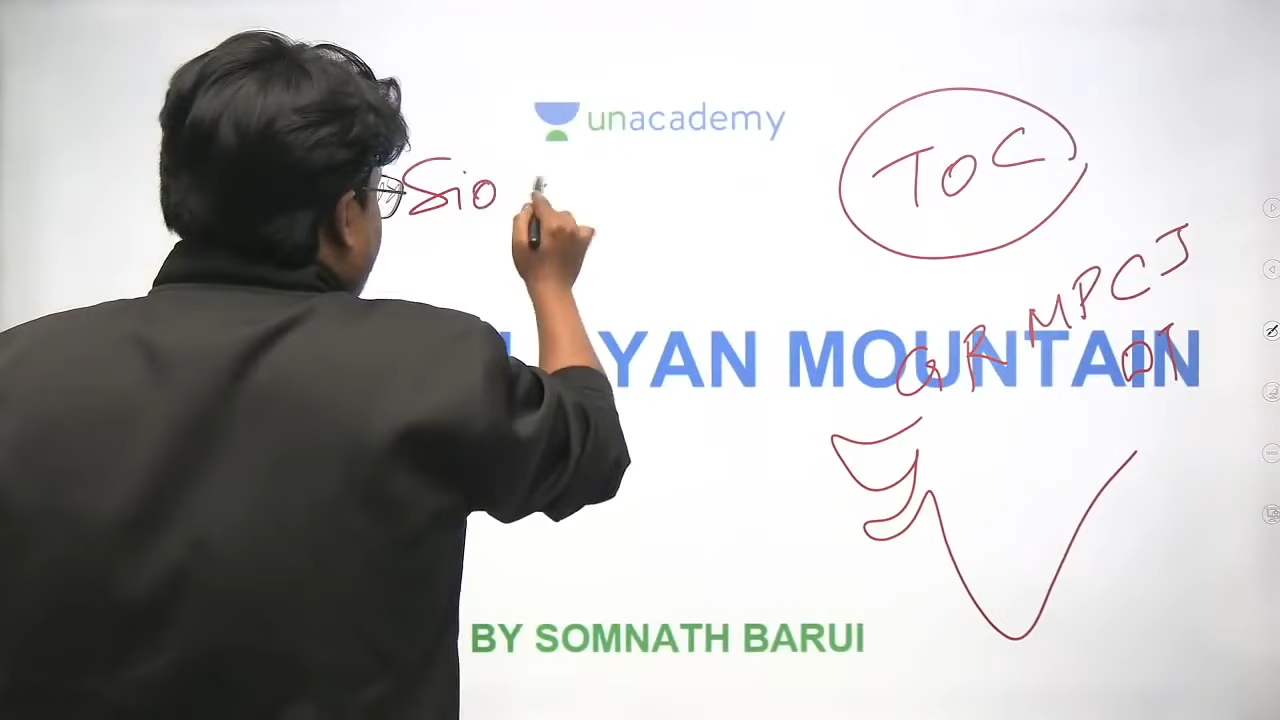 unacademy
Sio
TOC
GR MPCJ
YAN MOUNTAIN
BY SOMNATH BARUI